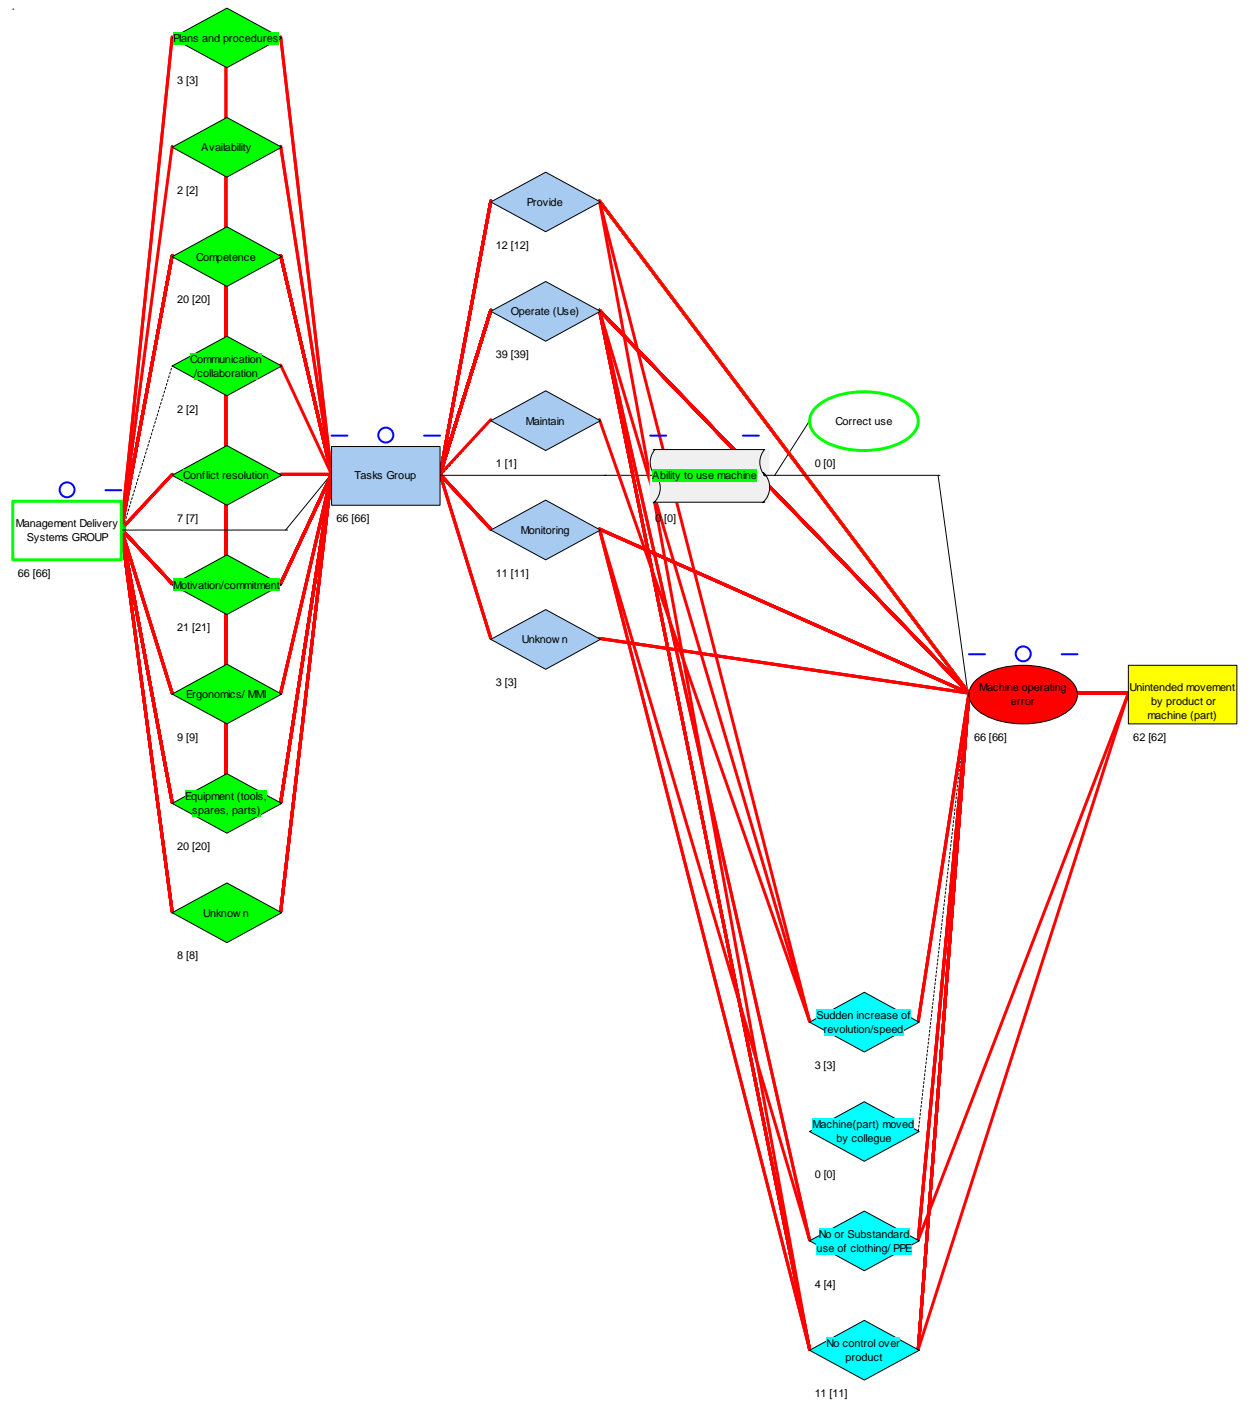 Plans and procedures
3 [3]
Availability
2 [2]
Competence
20 [20]
Communication
/collaboration
2 [2]
Conflict resolution
7 [7]
Motivation/commitment
21 [21]
Ergonomics/ MMI
9 [9]
Equipment (tools,
spares, parts)
20 [20]
Unknown
8 [8]
Management Delivery
Systems GROUP
66 [66]
Tasks Group
66 [66]
Provide
12 [12]
Operate (Use)
39 [39]
Maintain
1 [1]
Monitoring
11 [11]
Unknown
3 [3]
Ability to use machine
0 [0]
Correct use
0 [0]
Sudden increase of
revolution/speed
3 [3]
Machine(part) moved
by collegue
0 [0]
No or Substandard
use of clothing/ PPE
4 [4]
No control over
product
11 [11]
Machine operating
error
66 [66]
Unintended movement
by product or
machine (part)
62 [62]